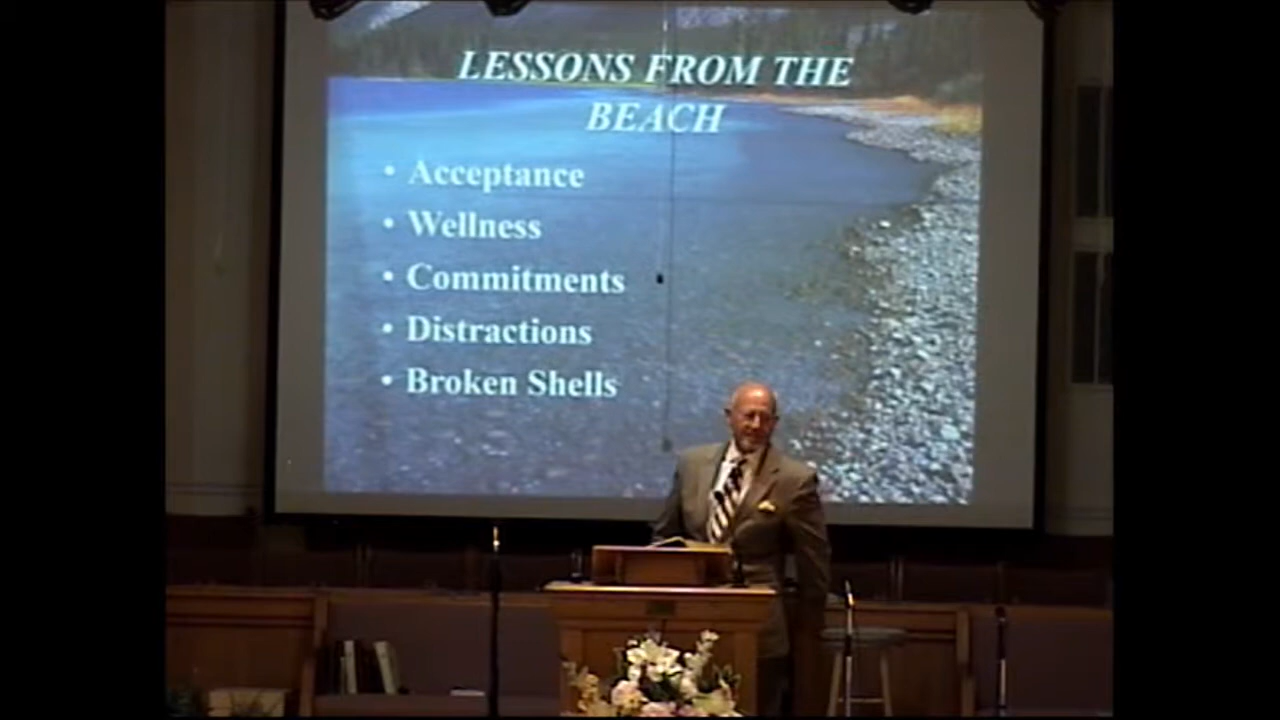 LESSONS FROM THE
BEACH
• Acceptance
• Wellness
• Commitments
• Distractions
• Broken Shells